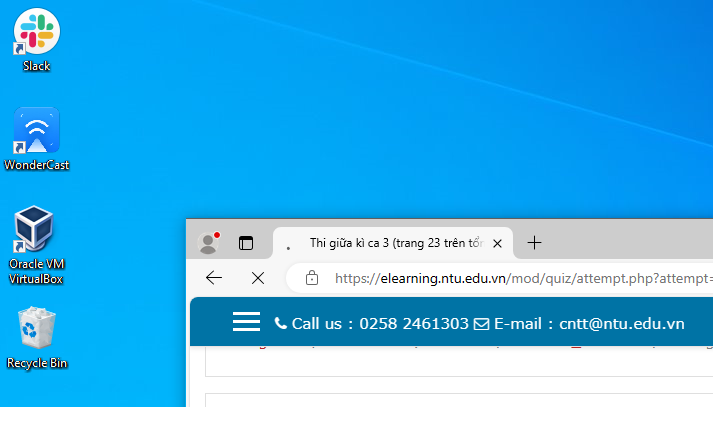 Slack
WonderCast
Oracle VM
VirtualBox
Recycle Bin
Thi giữa kì ca 3 (trang 23 trên tổn
https://elearning.ntu.edu.vn/mod/quiz/attempt.php?attempt=
Call us : 0258 2461303 E-mail : cntt@ntu.edu.vn